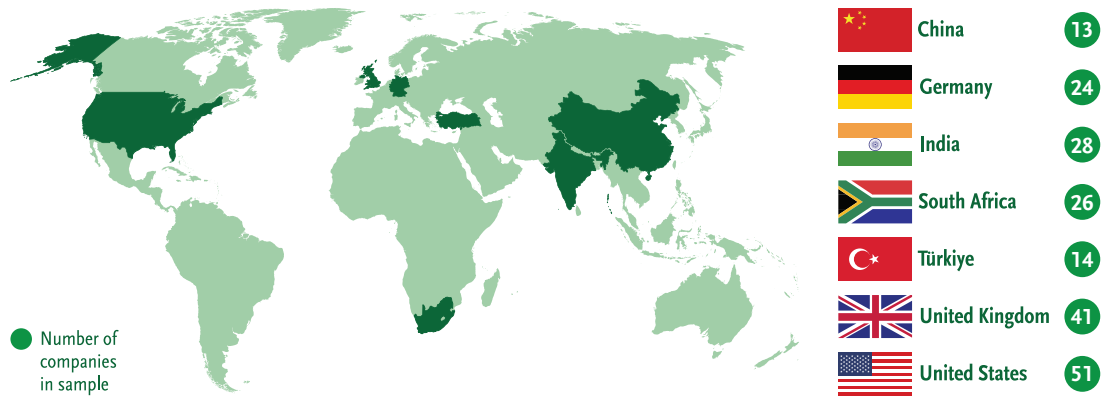 China 13
Germany 24
India 28
South Africa 26
Türkiye 14
United Kingdom 41
United States 51
Number of
companies
in sample